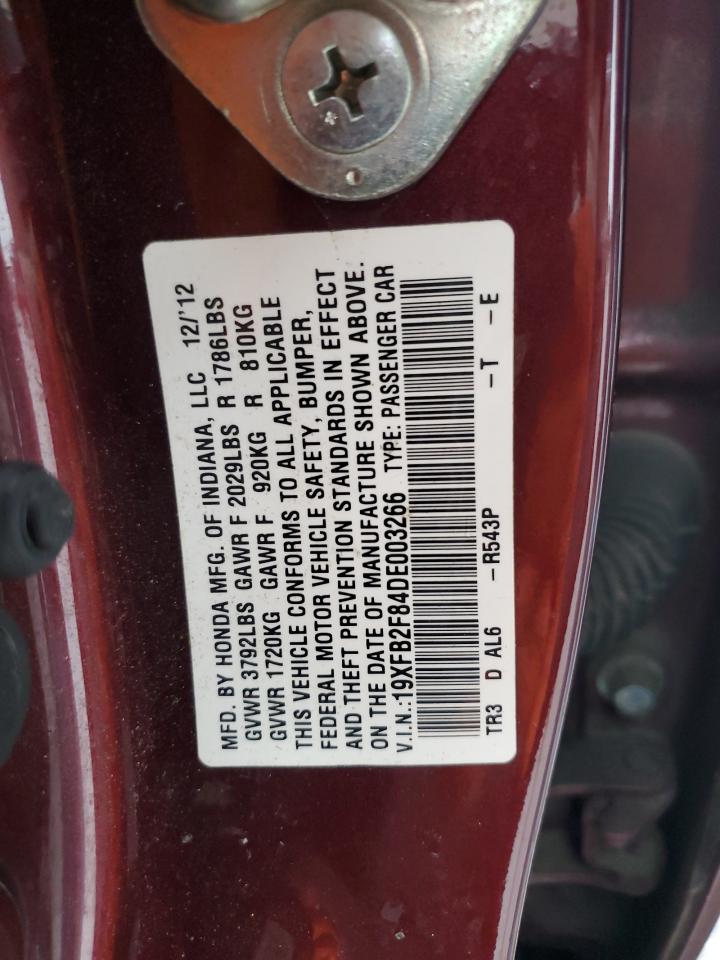 MFD. BY HONDA MFG. OF INDIANA, LLC 12/'12
GVWR 3792LBS GAWR F 2029LBS R 1786LBS
GVWR 1720KG GAWR F 920KG R 810KG
THIS VEHICLE CONFORMS TO ALL APPLICABLE
FEDERAL MOTOR VEHICLE SAFETY, BUMPER,
AND THEFT PREVENTION STANDARDS IN EFFECT
ON THE DATE OF MANUFACTURE SHOWN ABOVE.
V.I.N.:19XFB2F84DE003266 TYPE: PASSENGER CAR
TR3 D AL6 -R543P -T -E